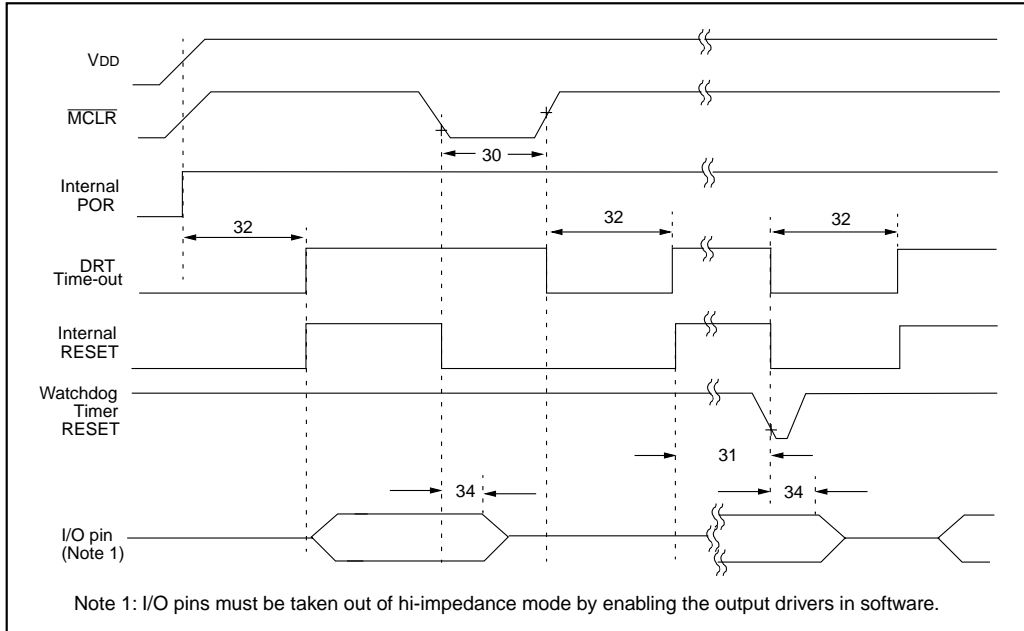 VDD
MCLR
30
Internal
POR
32
32
32
DRT
Time-out
Internal
RESET
Watchdog
Timer
RESET
31
34
34
I/O pin
(Note 1)
Note 1: I/O pins must be taken out of hi-impedance mode by enabling the output drivers in software.